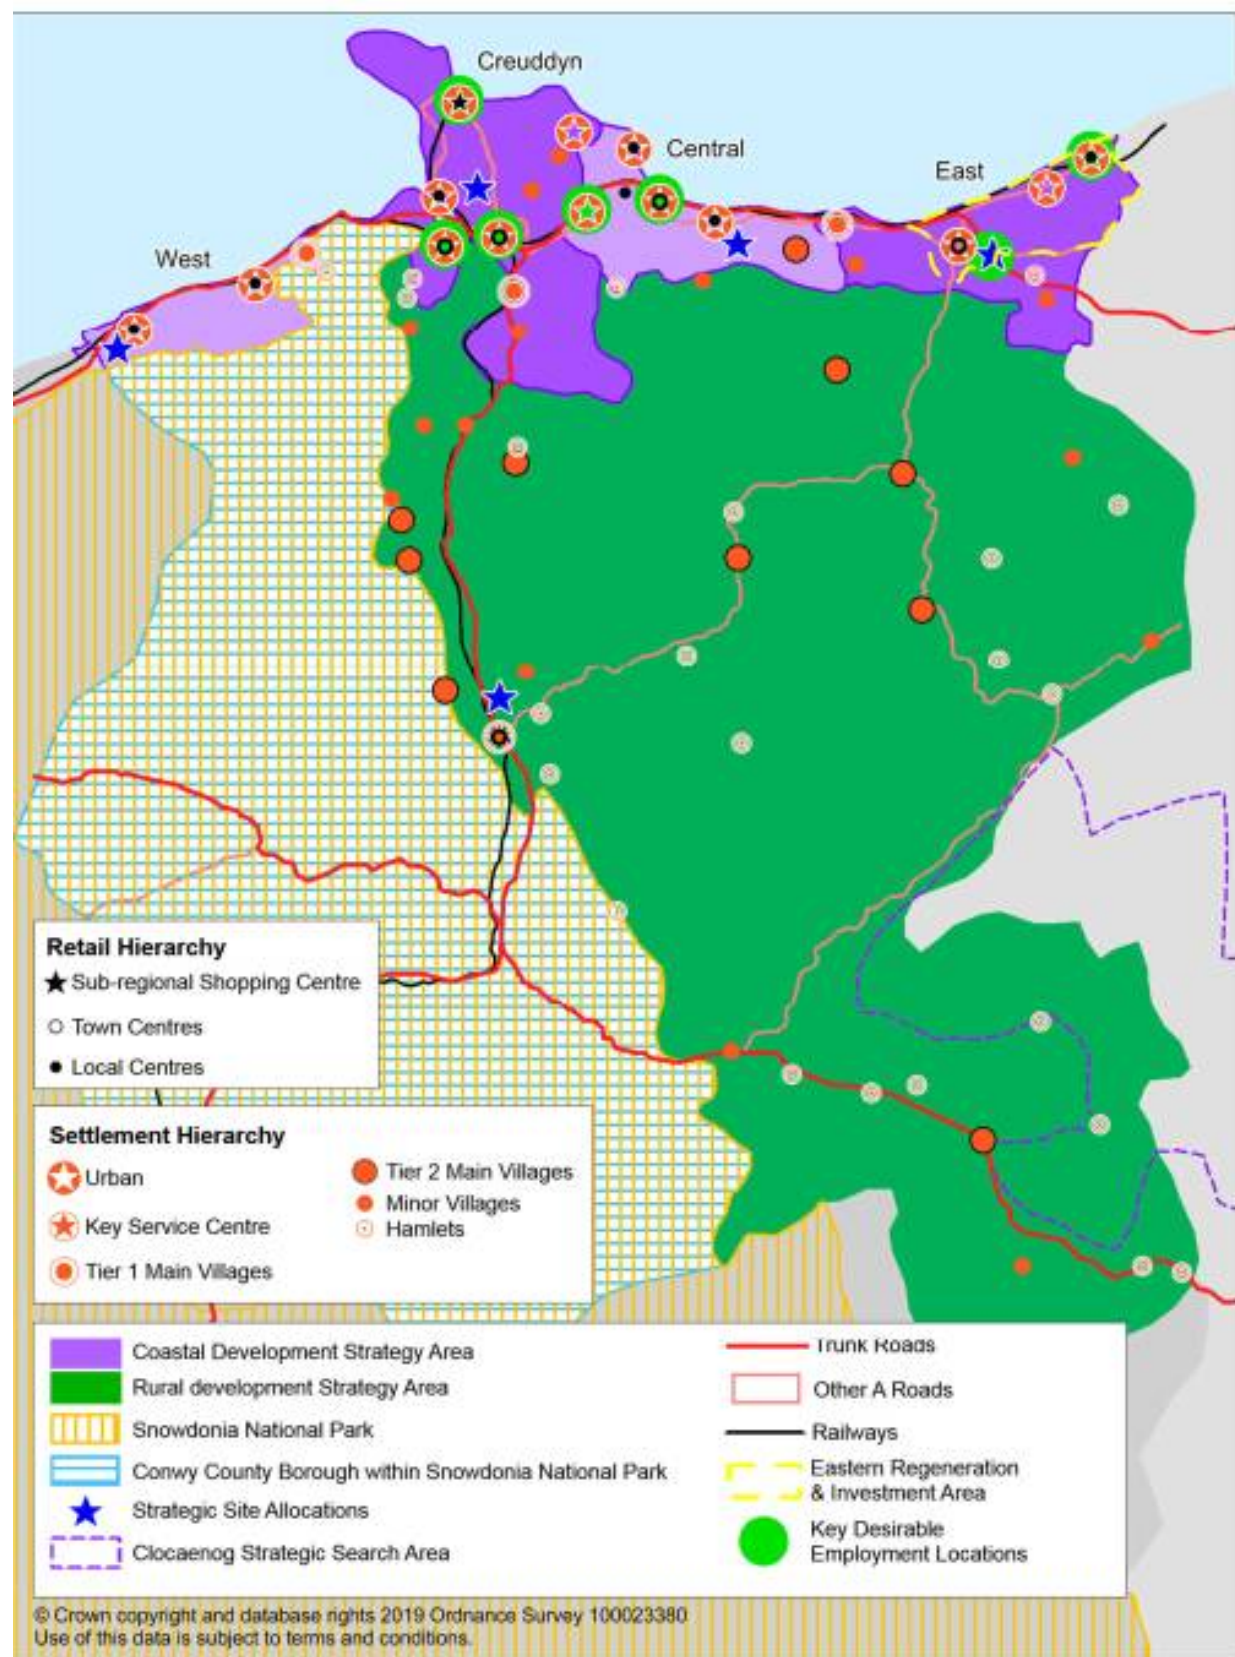 Creuddyn
Central
East
West
Retail Hierarchy
Sub-regional Shopping Centre
Town Centres
Local Centres
Settlement Hierarchy
Urban
Key Service Centre
Tier 1 Main Villages
Tier 2 Main Villages
Minor Villages
Hamlets
Coastal Development Strategy Area
Rural development Strategy Area
Snowdonia National Park
Conwy County Borough within Snowdonia National Park
Strategic Site Allocations
Clocaenog Strategic Search Area
Trunk Roads
Other A Roads
Railways
Eastern Regeneration
& Investment Area
Key Desirable
Employment Locations
© Crown copyright and database rights 2019 Ordnance Survey 100023380
Use of this data is subject to terms and conditions.